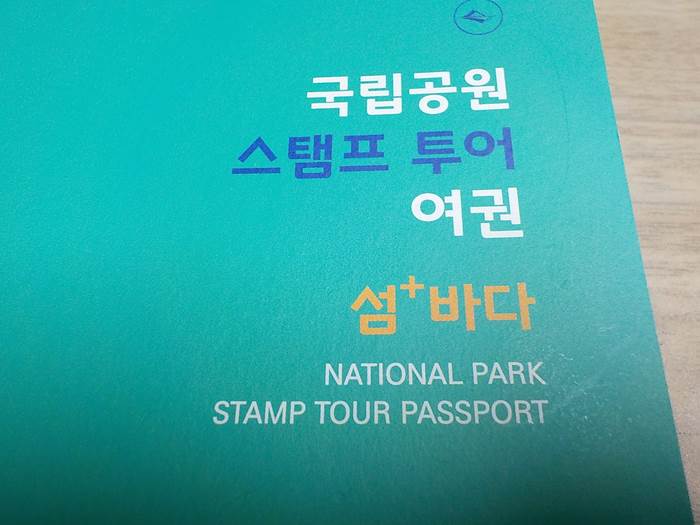 국립공원
스탬프 투어
여권
섬+바다
NATIONAL PARK
STAMP TOUR PASSPORT